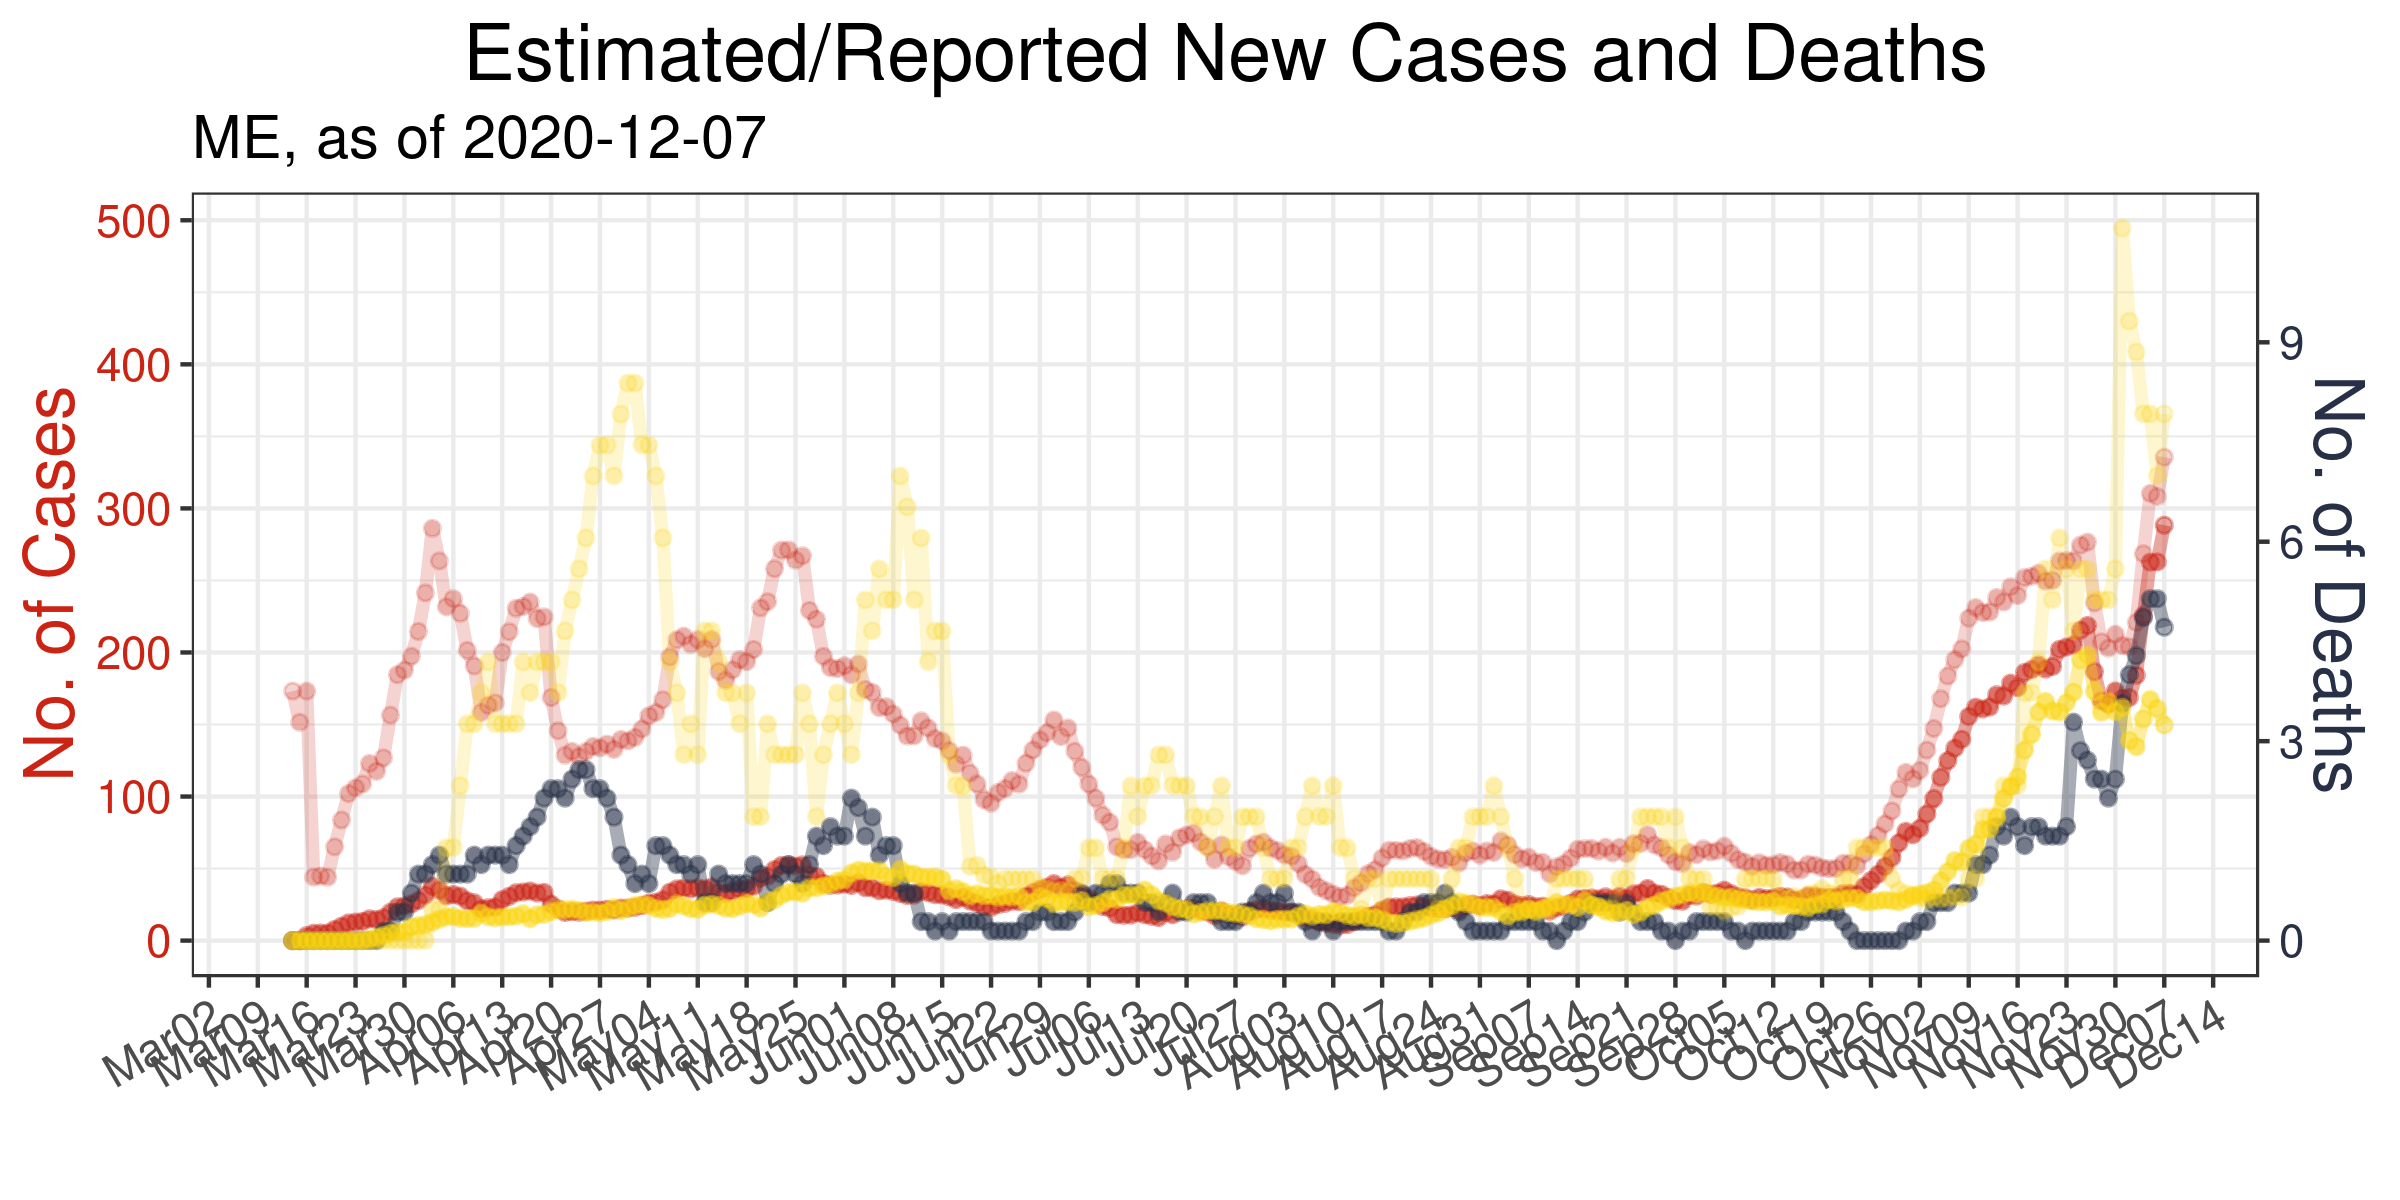 Estimated/Reported New Cases and Deaths
ME, as of 2020-12-07
No. of Cases
500
400
300
200
100
0
9
6
3
0
No. of Deaths
Mar02
Mar09
Mar16
Mar23
Mar30
Apr06
Apr13
Apr20
Apr27
May04
May11
May18
May25
Jun01
Jun08
Jun15
Jun22
Jun29
Jul06
Jul13
Jul20
Jul27
Aug03
Aug10
Aug17
Aug24
Aug31
Sep07
Sep14
Sep21
Sep28
Oct05
Oct12
Oct19
Oct26
Nov02
Nov09
Nov16
Nov23
Nov30
Dec07
Dec14